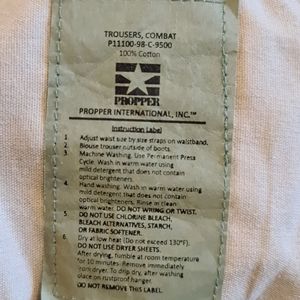 TROUSERS, COMBAT
P11100-98-C-9500
100% Cotton
PROPPER
PROPPER INTERNATIONAL, INC.™
Instruction Label
1. Adjust waist size by size straps on waistband.
2. Blouse trouser outside of boots.
3. Machine Washing. Use Permanent Press
Cycle. Wash in warm water using
mild detergent that does not contain
optical brighteners.
4. Hand washing. Wash in warm water using
mild detergent that does not contain
optical brighteners. Rinse in clean
warm water. DO NOT WRING OR TWIST.
5. DO NOT USE CHLORINE BLEACH,
BLEACH ALTERNATIVES, STARCH,
OR FABRIC SOFTENER.
6. Dry at low heat (Do not exceed 130°F).
DO NOT USE DRYER SHEETS.
After drying, fumble at room temperature
for 10 minutes. Remove immediately
from dryer. To drip dry, after washing
place on rustproof hanger.
DO NOT REMOVE THIS LABEL.